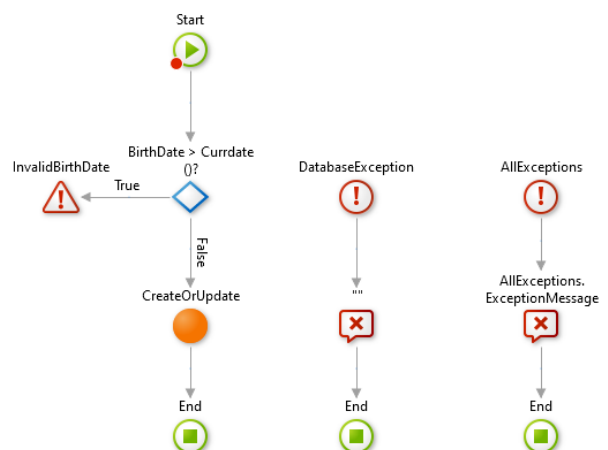 Start
BirthDate > Currdate
()?
InvalidBirthDate
True
False
CreateOrUpdate
End
DatabaseException
""
End
AllExceptions
AllExceptions.
ExceptionMessage
End